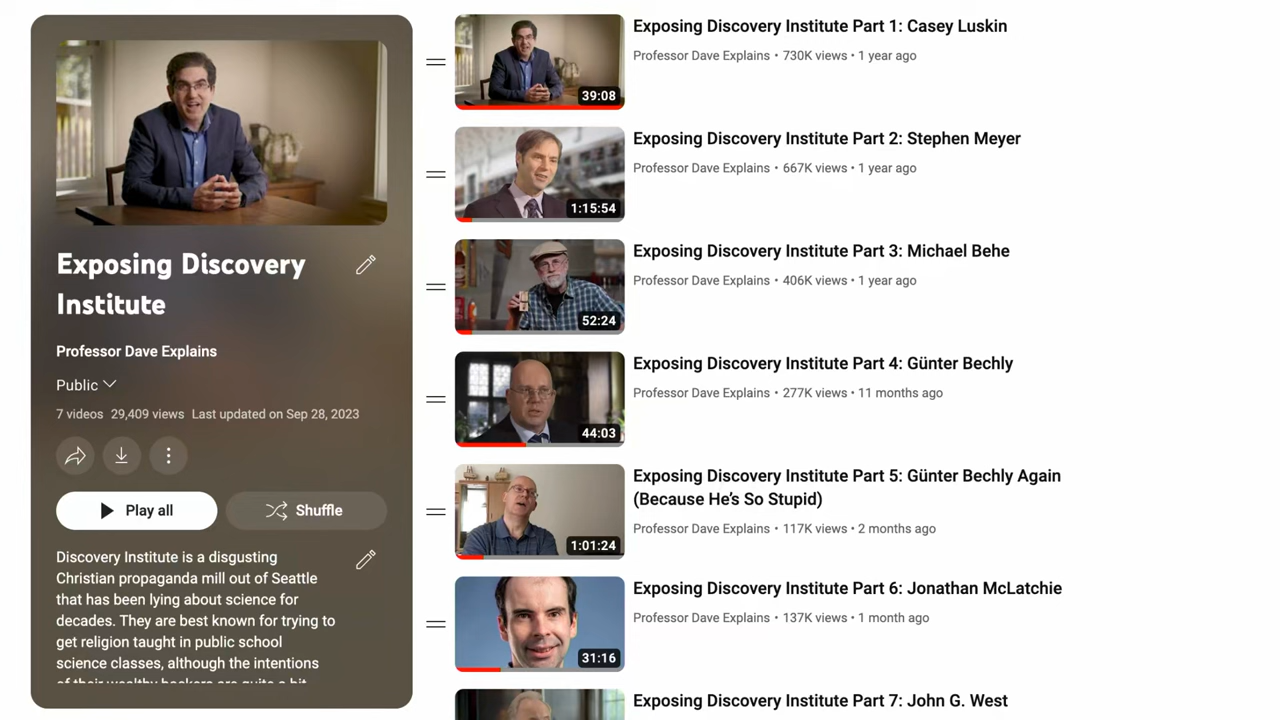 Exposing Discovery
Institute
Professor Dave Explains
Public
7 videos 29,409 views Last updated on Sep 28, 2023
Play all
Shuffle
Discovery Institute is a disgusting
Christian propaganda mill out of Seattle
that has been lying about science for
decades. They are best known for trying to
get religion taught in public school
science classes, although the intentions
of their wealthy backers are quite a bit
39:08
Exposing Discovery Institute Part 1: Casey Luskin
Professor Dave Explains • 730K views • 1 year ago
1:15:54
Exposing Discovery Institute Part 2: Stephen Meyer
Professor Dave Explains • 667K views • 1 year ago
52:24
Exposing Discovery Institute Part 3: Michael Behe
Professor Dave Explains • 406K views • 1 year ago
44:03
Exposing Discovery Institute Part 4: Günter Bechly
Professor Dave Explains • 277K views • 11 months ago
1:01:24
Exposing Discovery Institute Part 5: Günter Bechly Again
(Because He's So Stupid)
Professor Dave Explains • 117K views • 2 months ago
31:16
Exposing Discovery Institute Part 6: Jonathan McLatchie
Professor Dave Explains • 137K views • 1 month ago
Exposing Discovery Institute Part 7: John G. West